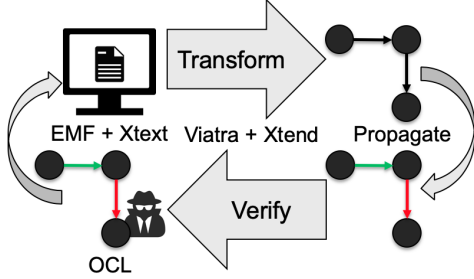 Transform
EMF + Xtext
Viatra + Xtend
Propagate
Verify
OCL